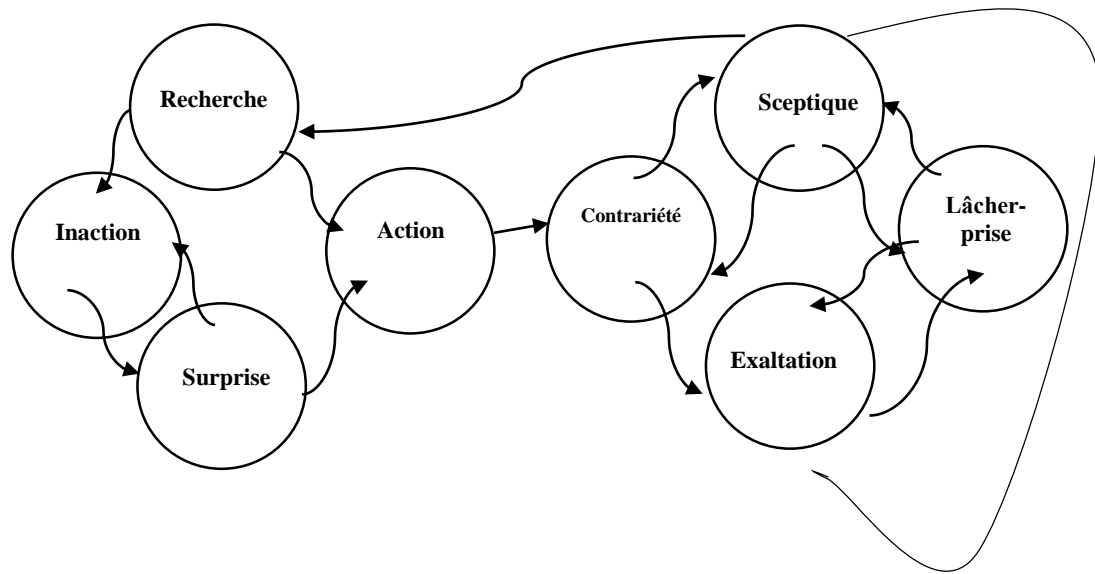 Recherche
Sceptique
Inaction
Action
Contrariété
Lâcher-
prise
Surprise
Exaltation